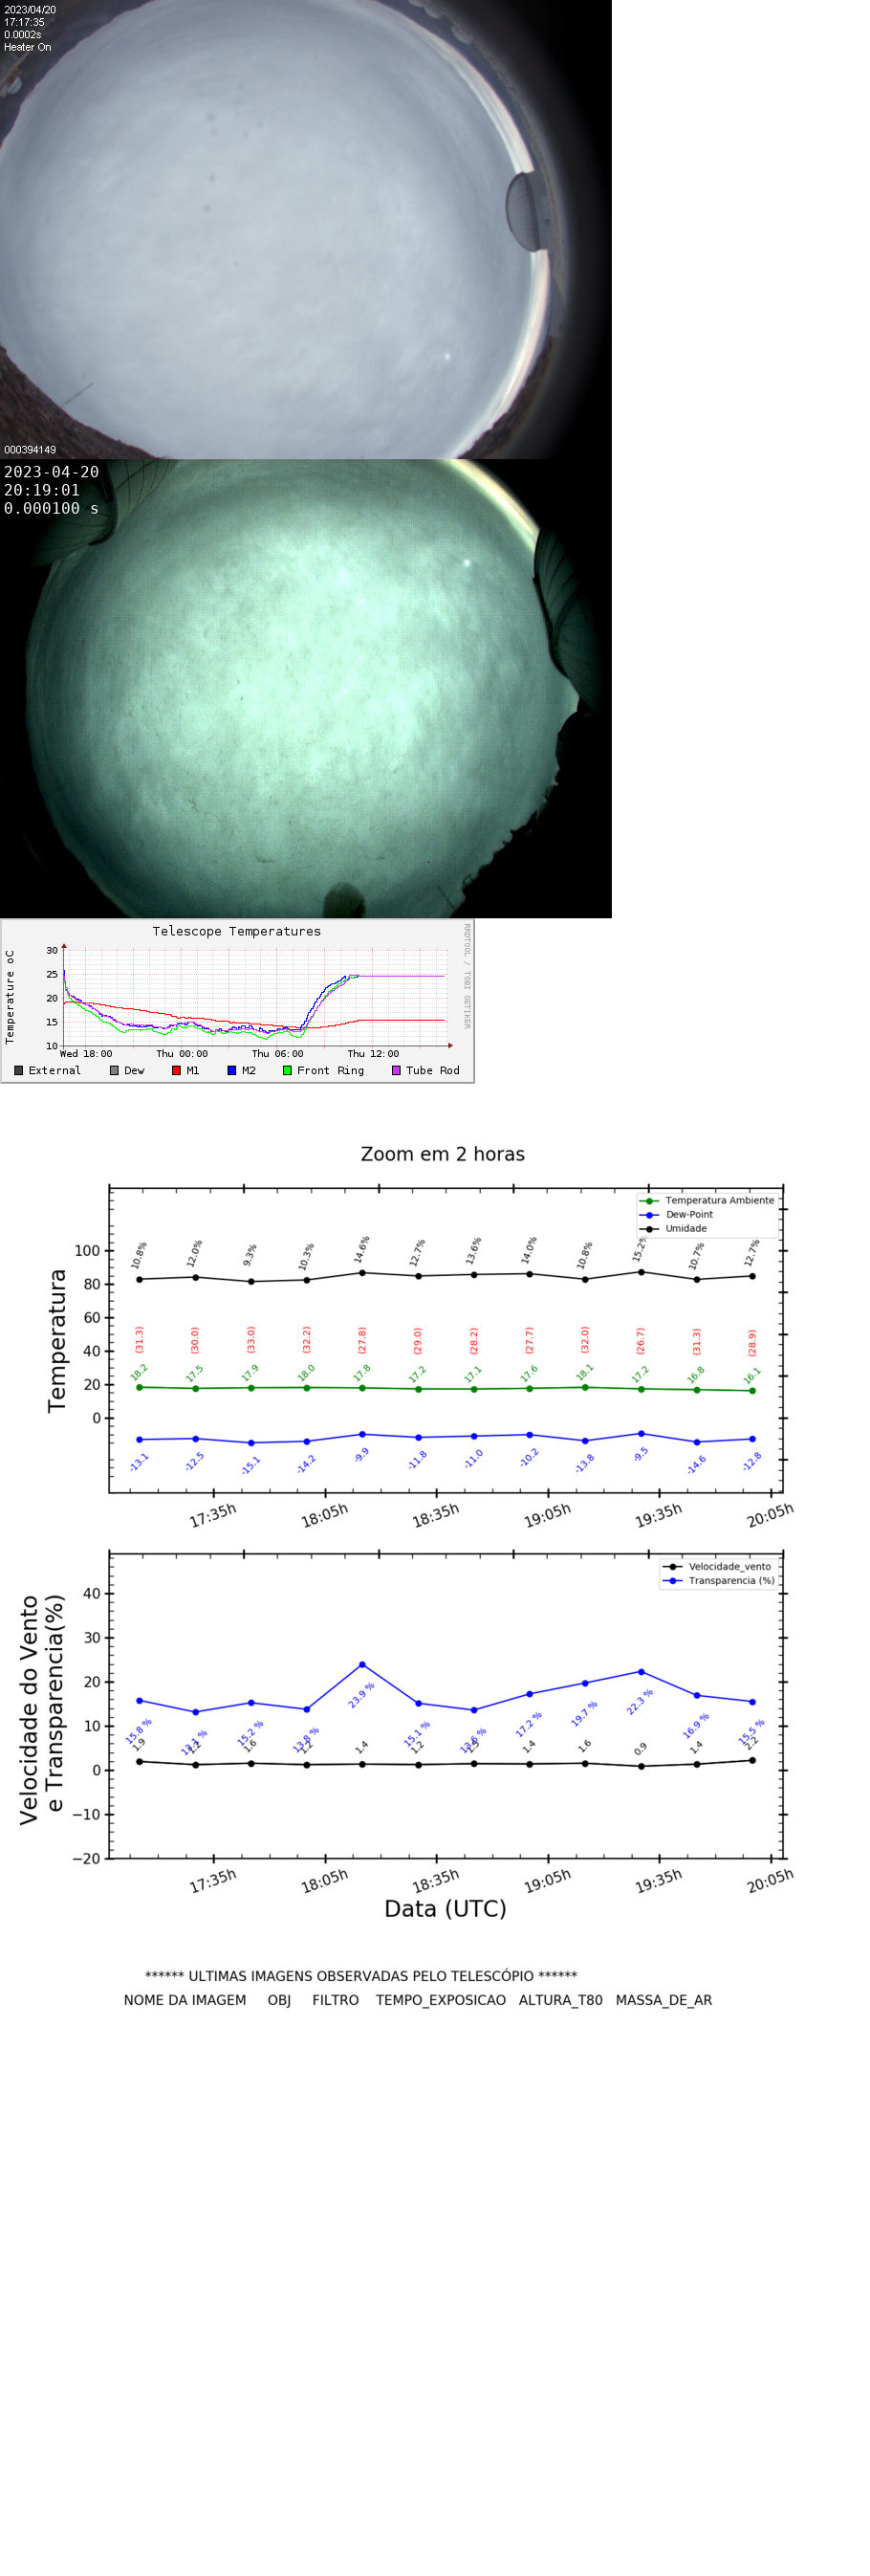 2023/04/20
17:17:35
0.0002s
Heater On
000394149
2023-04-20
20:19:01
0.000100 s
Telescope Temperatures
RRDTOOL / TOBI OETIKER
Temperature oC
30
25
20
15
10
Wed 18:00 Thu 00:00 Thu 06:00 Thu 12:00
External Dew M1 M2 Front Ring Tube Rod
Zoom em 2 horas
Temperatura Ambiente
Dew-Point
Umidade
Temperatura
100
80
60
40
20
0
10.8% 12.0% 9.3% 10.3% 14.6% 12.7% 13.6% 14.0% 10.8% 15.2% 10.7% 12.7%
(31.3) (30.0) (33.0) (32.2) (27.8) (29.0) (28.2) (27.7) (32.0) (26.7) (31.3) (28.9)
18.2 17.5 17.9 18.0 17.8 17.2 17.1 17.6 18.1 17.2 16.8 16.1
-13.1 -12.5 -15.1 -14.2 -9.9 -11.8 -11.0 -10.2 -13.8 -9.5 -14.6 -12.8
17:35h 18:05h 18:35h 19:05h 19:35h 20:05h
Velocidade_vento
Transparencia (%)
Velocidade do Vento
e Transparencia(%)
40
30
20
10
0
−10
−20
15.8 % 15.2 % 23.9 % 15.1 % 17.2 % 19.7 % 22.3 % 16.9 % 15.5 %
1.9 1.6 1.2 1.4 1.2 1.4 1.6 0.9 1.4 2.2
17:35h 18:05h 18:35h 19:05h 19:35h 20:05h
Data (UTC)
****** ULTIMAS IMAGENS OBSERVADAS PELO TELESCÓPIO ******
NOME DA IMAGEM OBJ FILTRO TEMPO_EXPOSICAO ALTURA_T80 MASSA_DE_AR